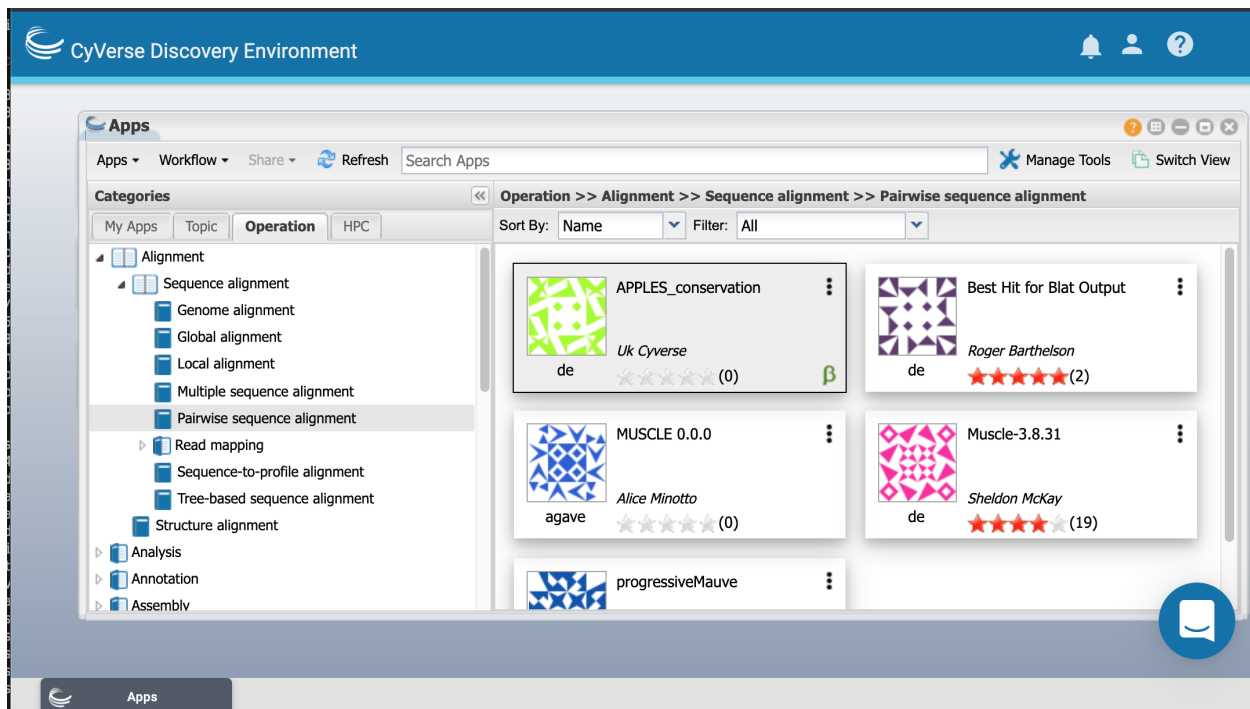 CyVerse Discovery Environment
Apps
Apps Workflow Share Refresh Search Apps Manage Tools Switch View
Categories
My Apps Topic Operation HPC
Alignment
Sequence alignment
Genome alignment
Global alignment
Local alignment
Multiple sequence alignment
Pairwise sequence alignment
Read mapping
Sequence-to-profile alignment
Tree-based sequence alignment
Structure alignment
Analysis
Annotation
Assembly
Operation >> Alignment >> Sequence alignment >> Pairwise sequence alignment
Sort By: Name Filter: All
APPLES_conservation
Uk Cyverse
de (0) β
Best Hit for Blat Output
Roger Barthelson
de (2)
MUSCLE 0.0.0
Alice Minotto
agave (0)
Muscle-3.8.31
Sheldon McKay
de (19)
progressiveMauve
Apps